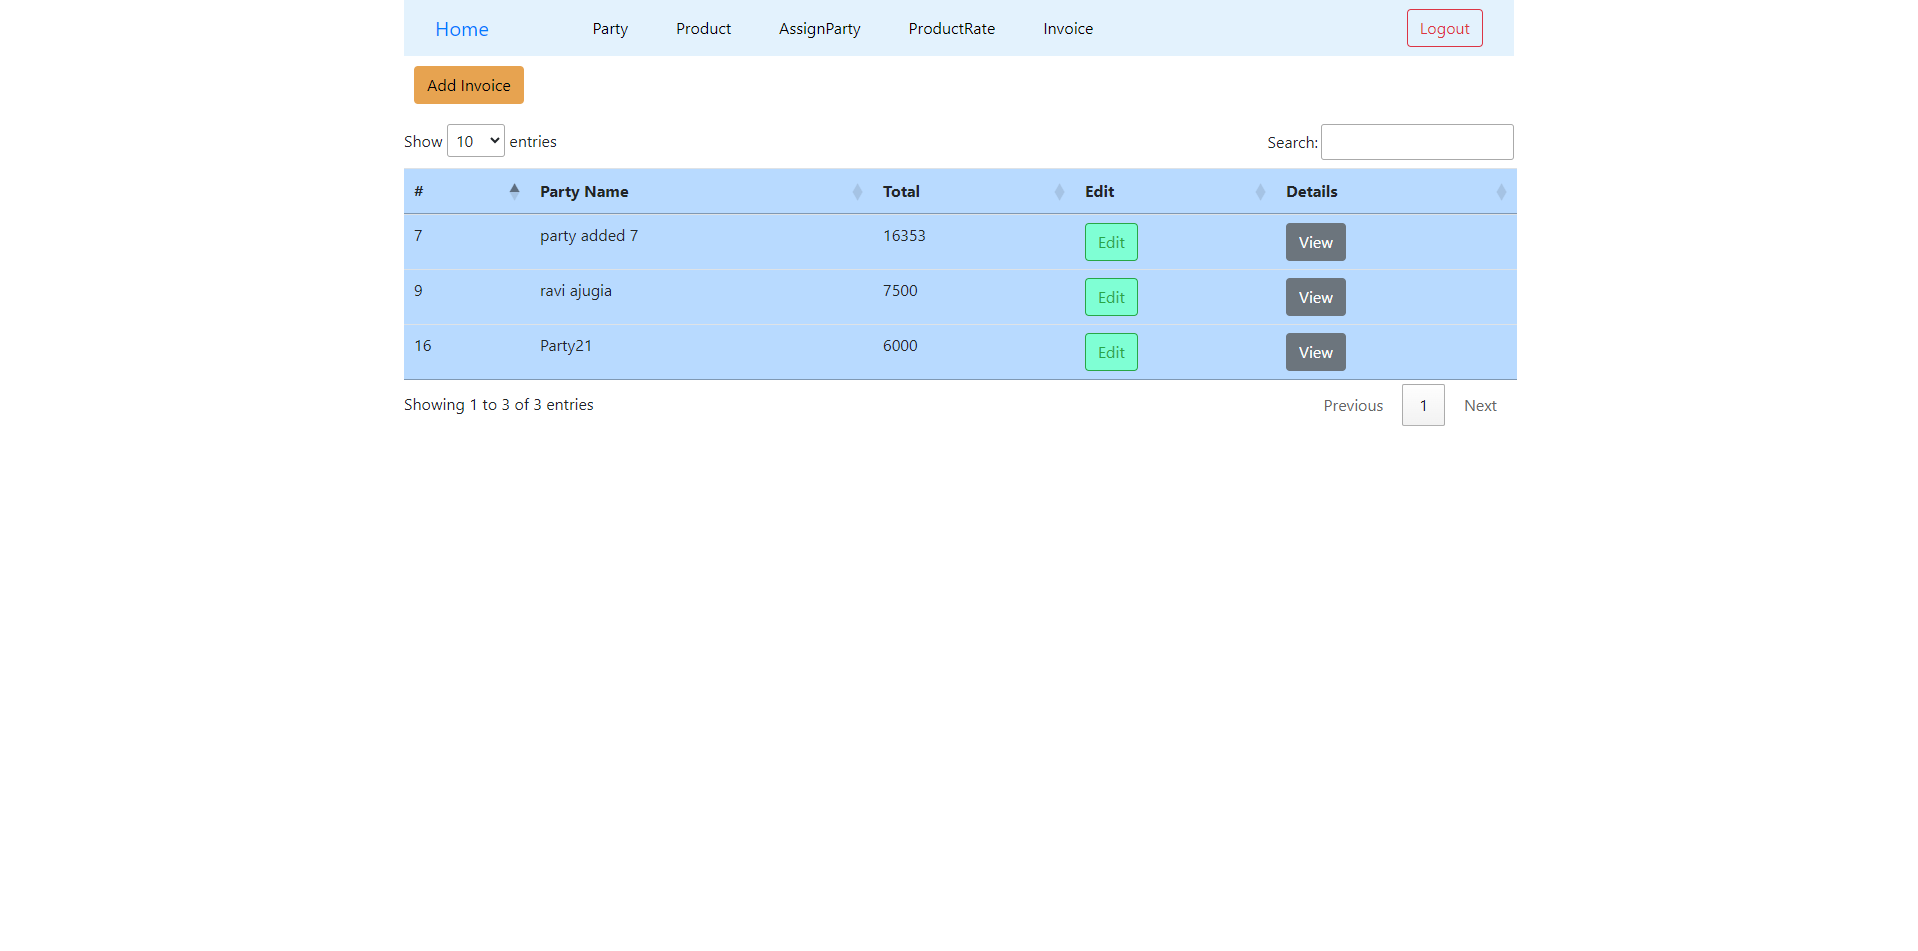 Home Party Product AssignParty ProductRate Invoice Logout
Add Invoice
Show 10 entries Search:
# Party Name Total Edit Details
7 party added 7 16353 Edit View
9 ravi ajugia 7500 Edit View
16 Party21 6000 Edit View
Showing 1 to 3 of 3 entries Previous 1 Next